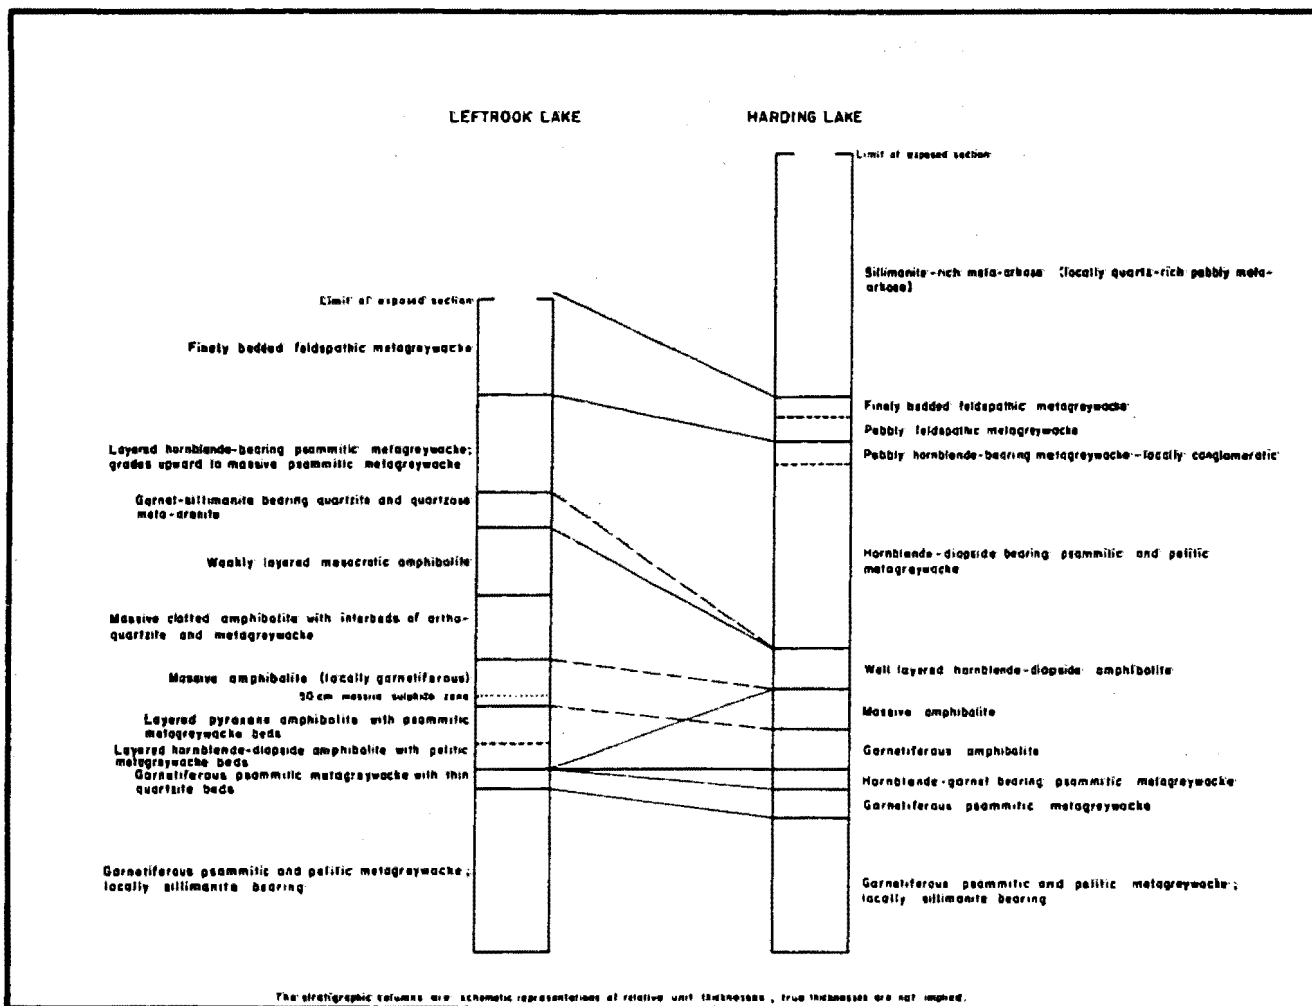 LEFTROOK LAKE
HARDING LAKE
Limit of exposed section
Sillimanite-rich meta-arkose (locally quartz-rich pebbly meta-
arkose)
Limit of exposed section
Finely bedded feldspathic metagreywacke
Finely bedded feldspathic metagreywacke
Pebbly feldspathic metagreywacke
Pebbly hornblende-bearing metagreywacke-locally conglomeratic
Layered hornblende-bearing psammitic metagreywacke;
grades upward to massive psammitic metagreywacke
Garnet-sillimanite bearing quartzite and quartzose
meta-arenite
Weakly layered mesocratic amphibolite
Hornblende-diopside bearing psammitic and pelitic
metagreywacke
Massive clotted amphibolite with interbeds of ortho-
quartzite and metagreywacke
Massive amphibolite (locally garnetiferous)
30cm massive sulphide zone
Well layered hornblende-diopside amphibolite
Layered pyroxene amphibolite with psammitic
metagreywacke beds
Massive amphibolite
Layered hornblende-diopside amphibolite with pelitic
metagreywacke beds
Garnetiferous amphibolite
Garnetiferous psammitic metagreywacke with thin
quartzite beds
Hornblende-garnet bearing psammitic metagreywacke
Garnetiferous psammitic metagreywacke
Garnetiferous psammitic and pelitic metagreywacke;
locally sillimanite bearing
Garnetiferous psammitic and pelitic metagreywacke;
locally sillimanite bearing
The stratigraphic columns are schematic representations of relative unit thicknesses, true thicknesses are not implied.